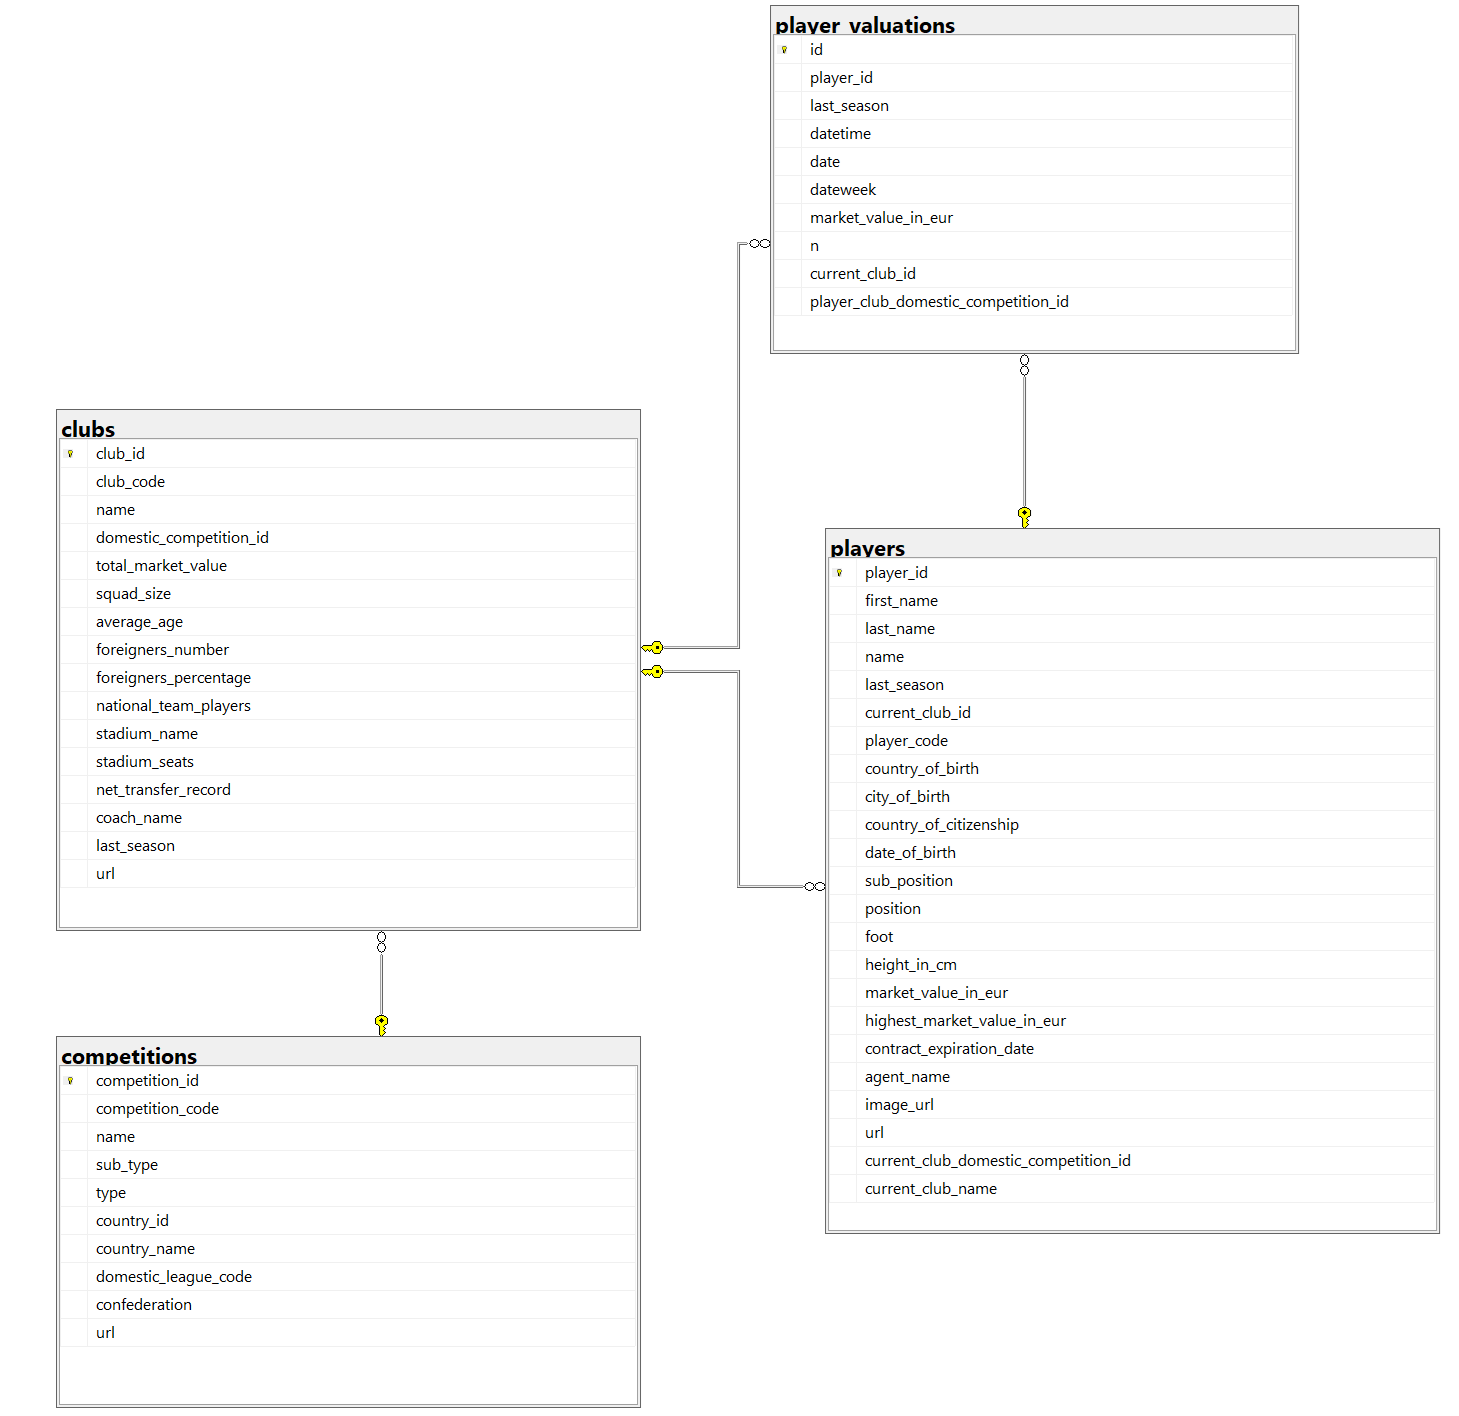 player_valuations
id
player_id
last_season
datetime
date
dateweek
market_value_in_eur
n
current_club_id
player_club_domestic_competition_id
clubs
club_id
club_code
name
domestic_competition_id
total_market_value
squad_size
average_age
foreigners_number
foreigners_percentage
national_team_players
stadium_name
stadium_seats
net_transfer_record
coach_name
last_season
url
players
player_id
first_name
last_name
name
last_season
current_club_id
player_code
country_of_birth
city_of_birth
country_of_citizenship
date_of_birth
sub_position
position
foot
height_in_cm
market_value_in_eur
highest_market_value_in_eur
contract_expiration_date
agent_name
image_url
url
current_club_domestic_competition_id
current_club_name
competitions
competition_id
competition_code
name
sub_type
type
country_id
country_name
domestic_league_code
confederation
url